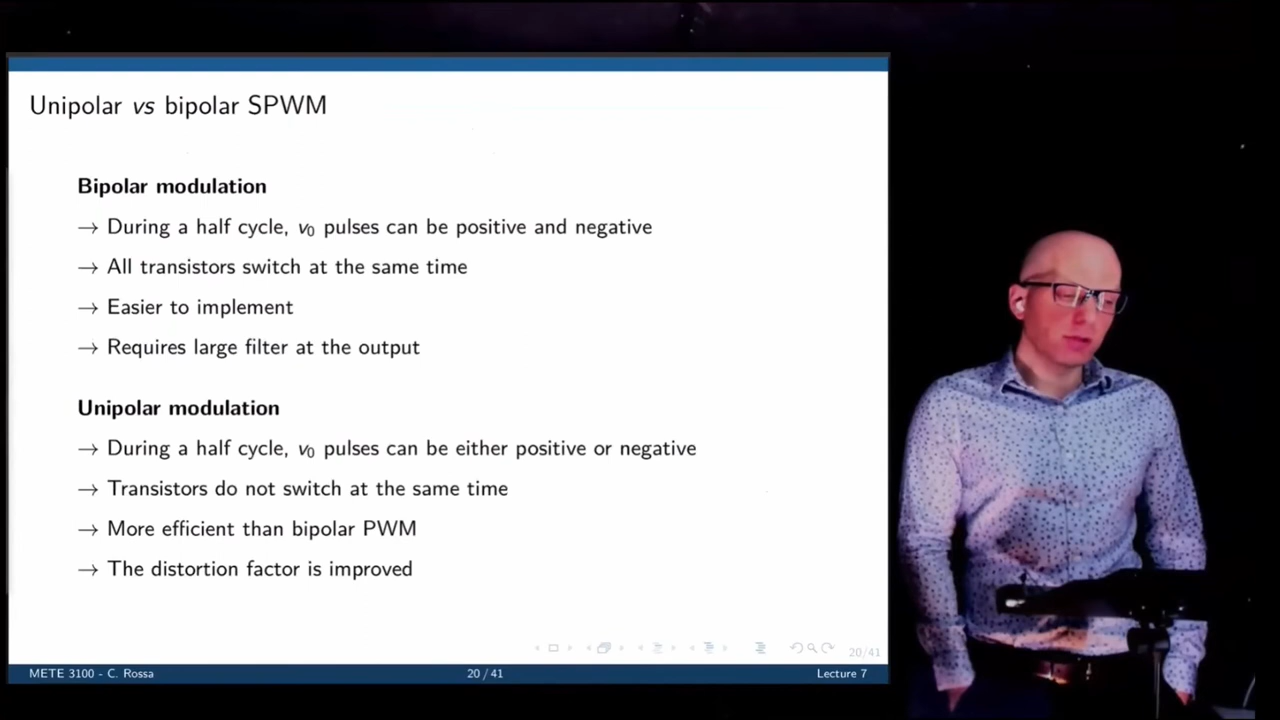 Unipolar vs bipolar SPWM
Bipolar modulation
→ During a half cycle, v0 pulses can be positive and negative
→ All transistors switch at the same time
→ Easier to implement
→ Requires large filter at the output
Unipolar modulation
→ During a half cycle, v0 pulses can be either positive or negative
→ Transistors do not switch at the same time
→ More efficient than bipolar PWM
→ The distortion factor is improved
20/41
METE 3100 - C. Rossa
20 / 41
Lecture 7